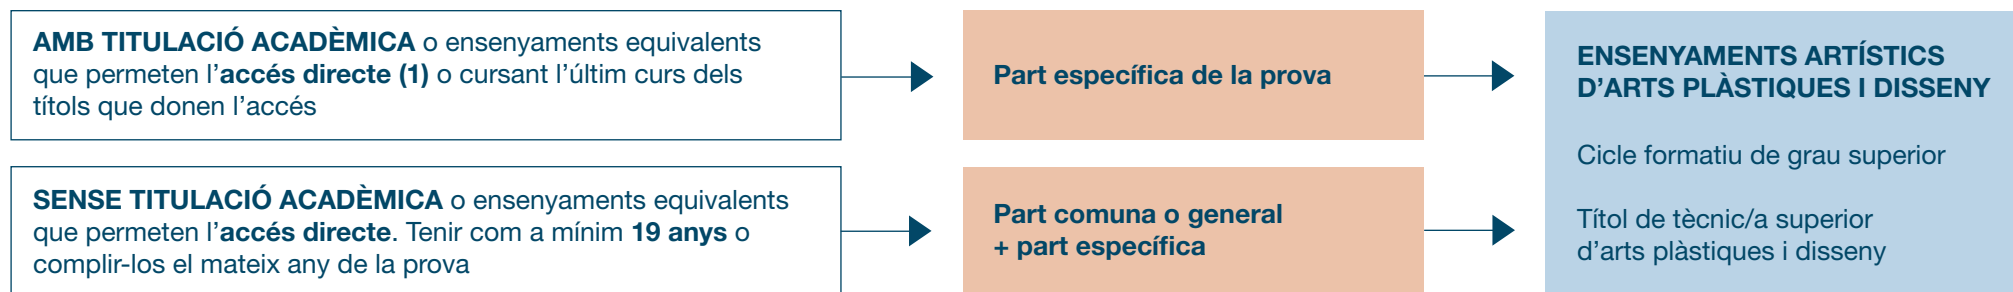 AMB TITULACIÓ ACADÈMICA o ensenyaments equivalents
que permeten l’accés directe (1) o cursant l’últim curs dels
títols que donen l’accés
Part específica de la prova
SENSE TITULACIÓ ACADÈMICA o ensenyaments equivalents
que permeten l’accés directe. Tenir com a mínim 19 anys o
complir-los el mateix any de la prova
Part comuna o general
+ part específica
ENSENYAMENTS ARTÍSTICS
D’ARTS PLÀSTIQUES I DISSENY
Cicle formatiu de grau superior
Títol de tècnic/a superior
d’arts plàstiques i disseny